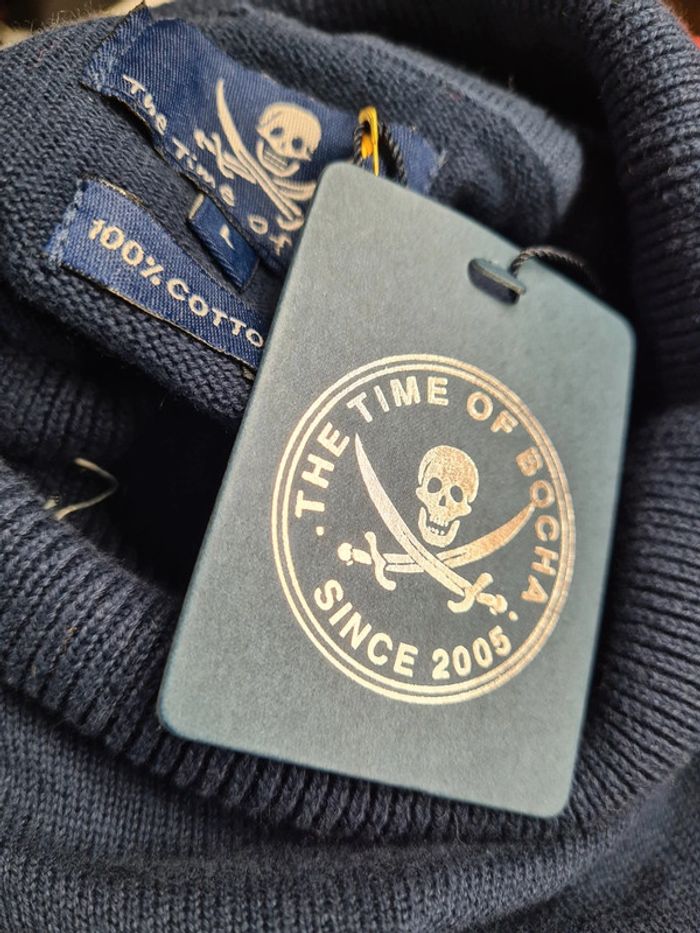 The Time Of
L
100% COTTO
THE TIME OF BOCHA
SINCE 2005